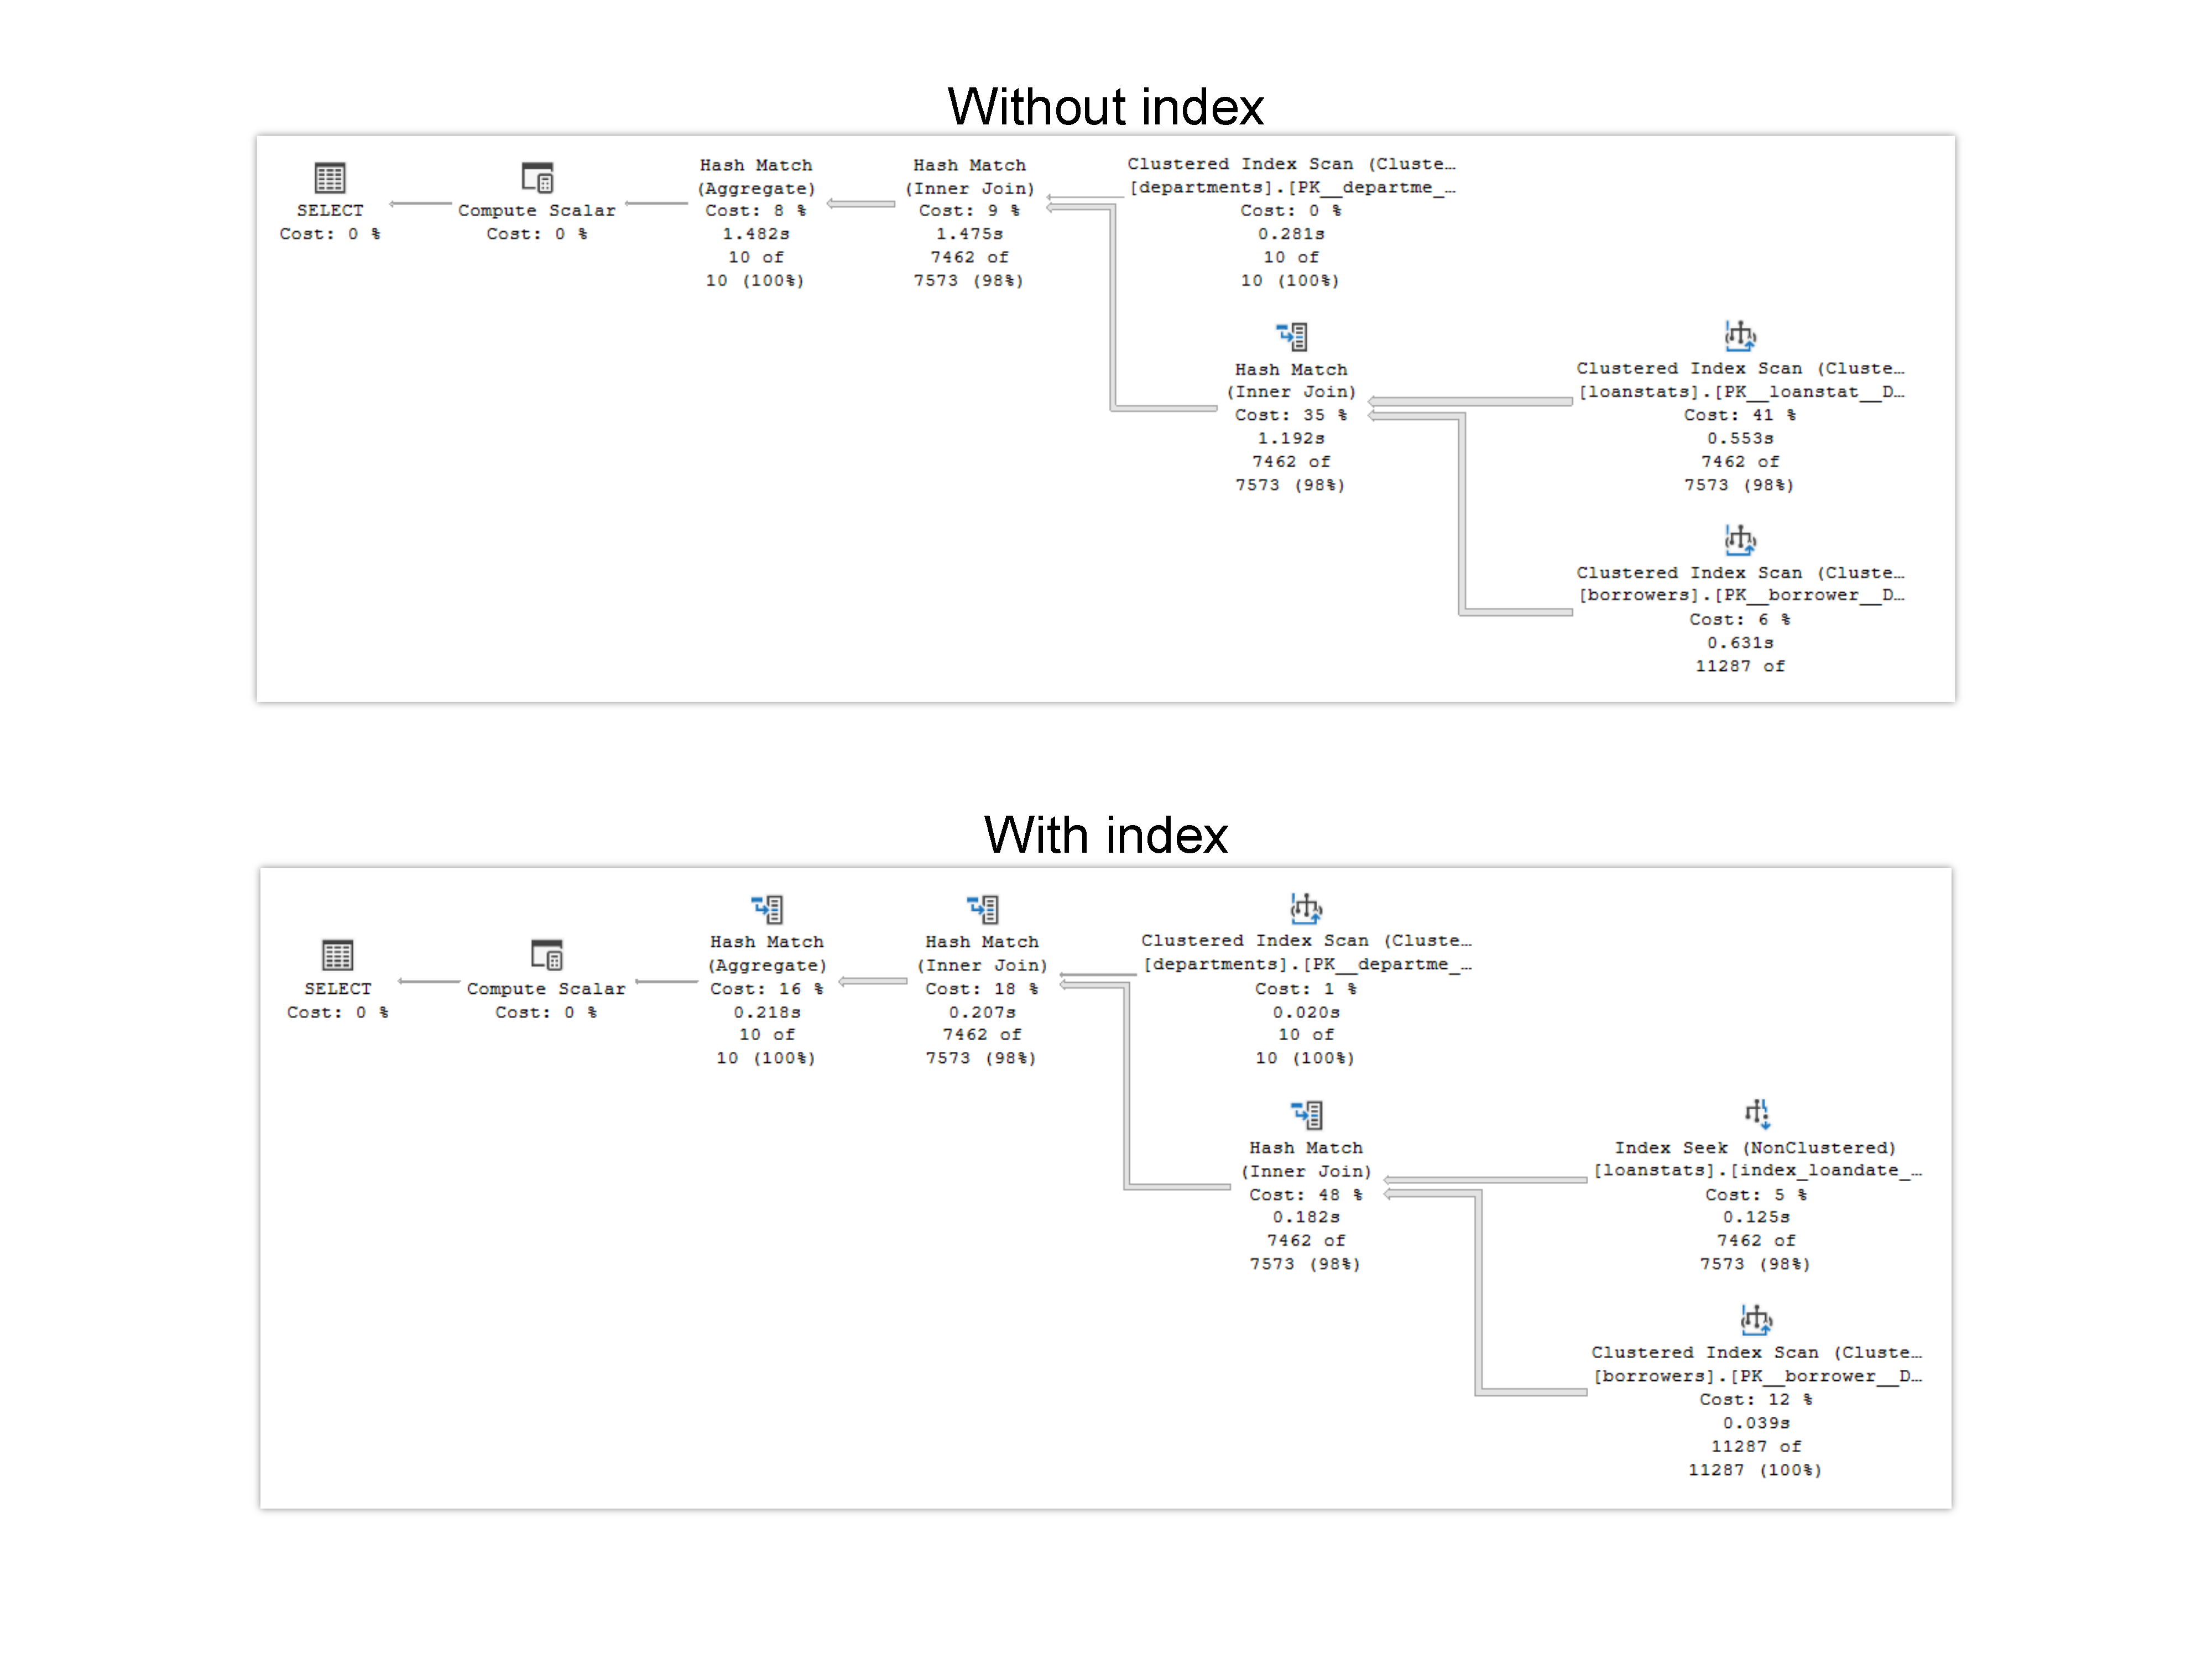 Without index
SELECT
Cost: 0 %
Compute Scalar
Cost: 0 %
Hash Match
(Aggregate)
Cost: 8 %
1.482s
10 of
10 (100%)
Hash Match
(Inner Join)
Cost: 9 %
1.475s
7462 of
7573 (98%)
Clustered Index Scan (Cluste…
[departments].[PK__departme_…
Cost: 0 %
0.281s
10 of
10 (100%)
Hash Match
(Inner Join)
Cost: 35 %
1.192s
7462 of
7573 (98%)
Clustered Index Scan (Cluste…
[loanstats].[PK__loanstat__D…
Cost: 41 %
0.553s
7462 of
7573 (98%)
Clustered Index Scan (Cluste…
[borrowers].[PK__borrower__D…
Cost: 6 %
0.631s
11287 of
With index
SELECT
Cost: 0 %
Compute Scalar
Cost: 0 %
Hash Match
(Aggregate)
Cost: 16 %
0.218s
10 of
10 (100%)
Hash Match
(Inner Join)
Cost: 18 %
0.207s
7462 of
7573 (98%)
Clustered Index Scan (Cluste…
[departments].[PK__departme_…
Cost: 1 %
0.020s
10 of
10 (100%)
Hash Match
(Inner Join)
Cost: 48 %
0.182s
7462 of
7573 (98%)
Index Seek (NonClustered)
[loanstats].[index_loandate_…
Cost: 5 %
0.125s
7462 of
7573 (98%)
Clustered Index Scan (Cluste…
[borrowers].[PK__borrower__D…
Cost: 12 %
0.039s
11287 of
11287 (100%)